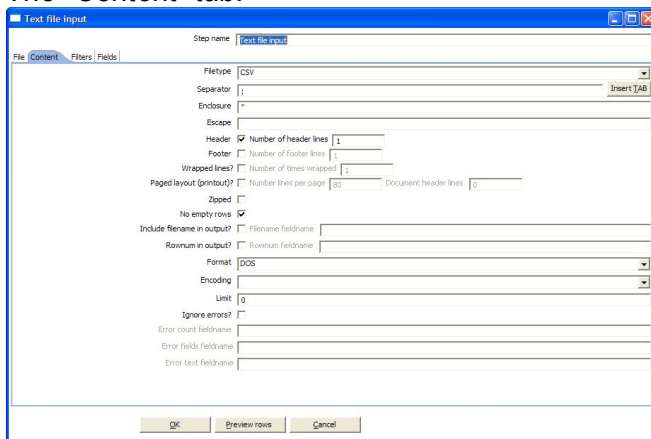 The "Content" tab.
Text file input
Step name Text file input
File Content Filters Fields
Filetype CSV
Separator ; Insert TAB
Enclosure "
Escape
Header Number of header lines 1
Footer Number of footer lines 1
Wrapped lines? Number of times wrapped 1
Paged layout (printout)? Number lines per page 80 Document header lines 0
Zipped
No empty rows
Include filename in output? Filename fieldname
Rownum in output? Rownum fieldname
Format DOS
Encoding
Limit 0
Ignore errors?
Error count fieldname
Error fields fieldname
Error text fieldname
OK Preview rows Cancel